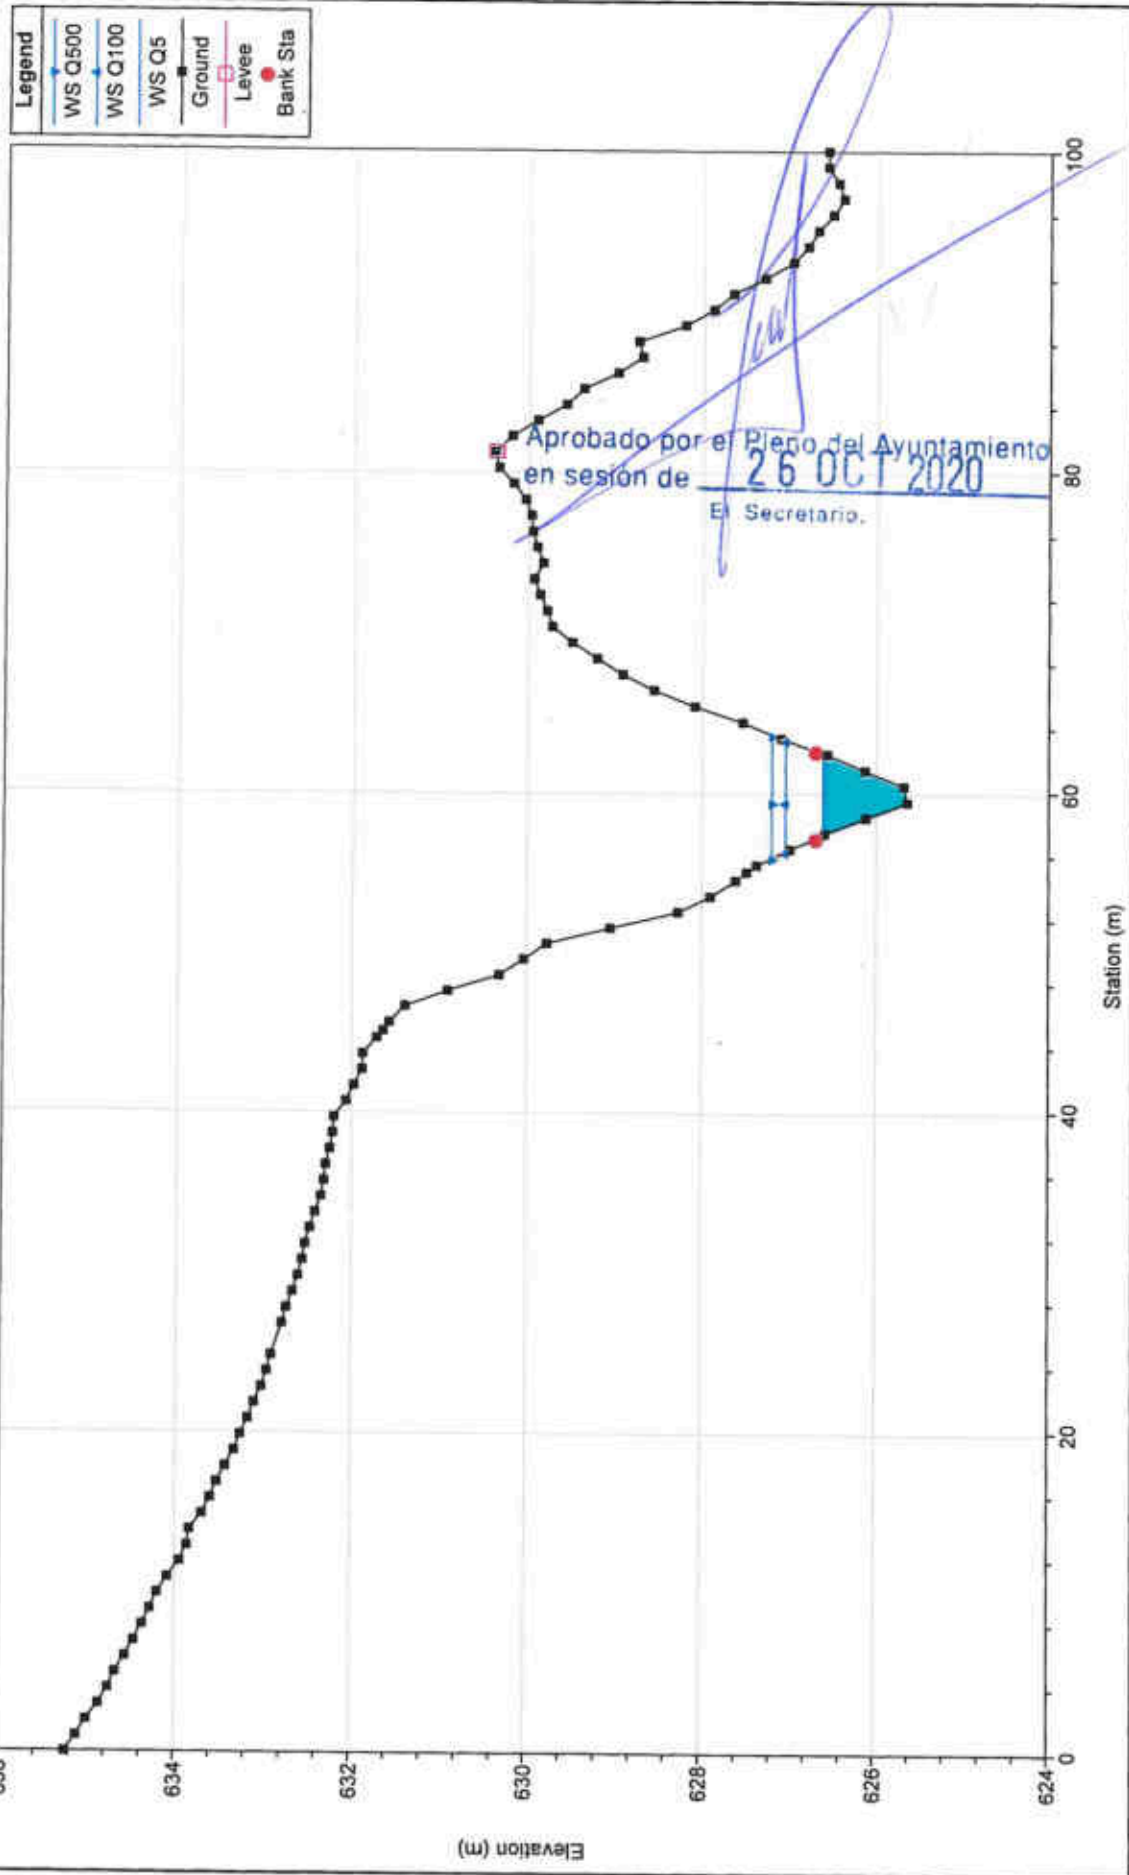 Legend
WS Q500
WS Q100
WS Q5
Ground
Levee
Bank Sta
Elevation (m)
634
632
630
628
626
624
0
20
40
60
80
100
Station (m)
Aprobado por el Pleno del Ayuntamiento
en sesión de 26 OCT 2020
El Secretario.